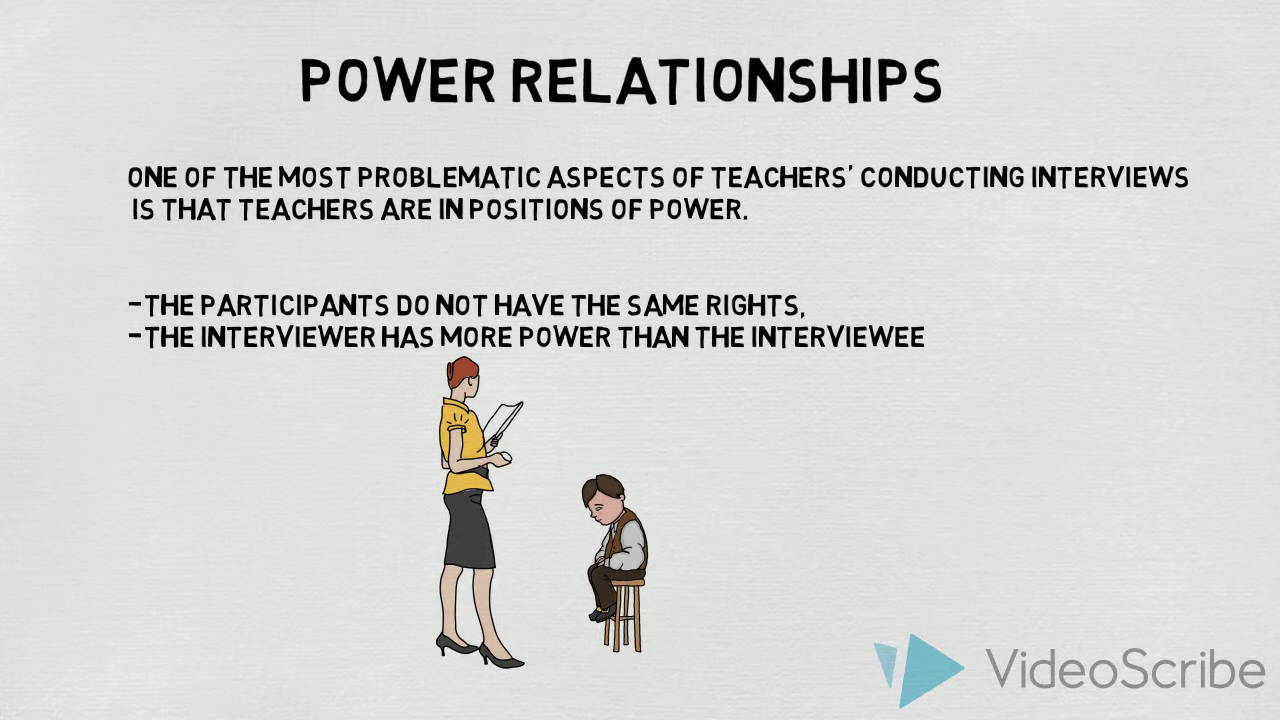 POWER RELATIONSHIPS
ONE OF THE MOST PROBLEMATIC ASPECTS OF TEACHERS' CONDUCTING INTERVIEWS
IS THAT TEACHERS ARE IN POSITIONS OF POWER.
-THE PARTICIPANTS DO NOT HAVE THE SAME RIGHTS,
-THE INTERVIEWER HAS MORE POWER THAN THE INTERVIEWEE
VideoScribe